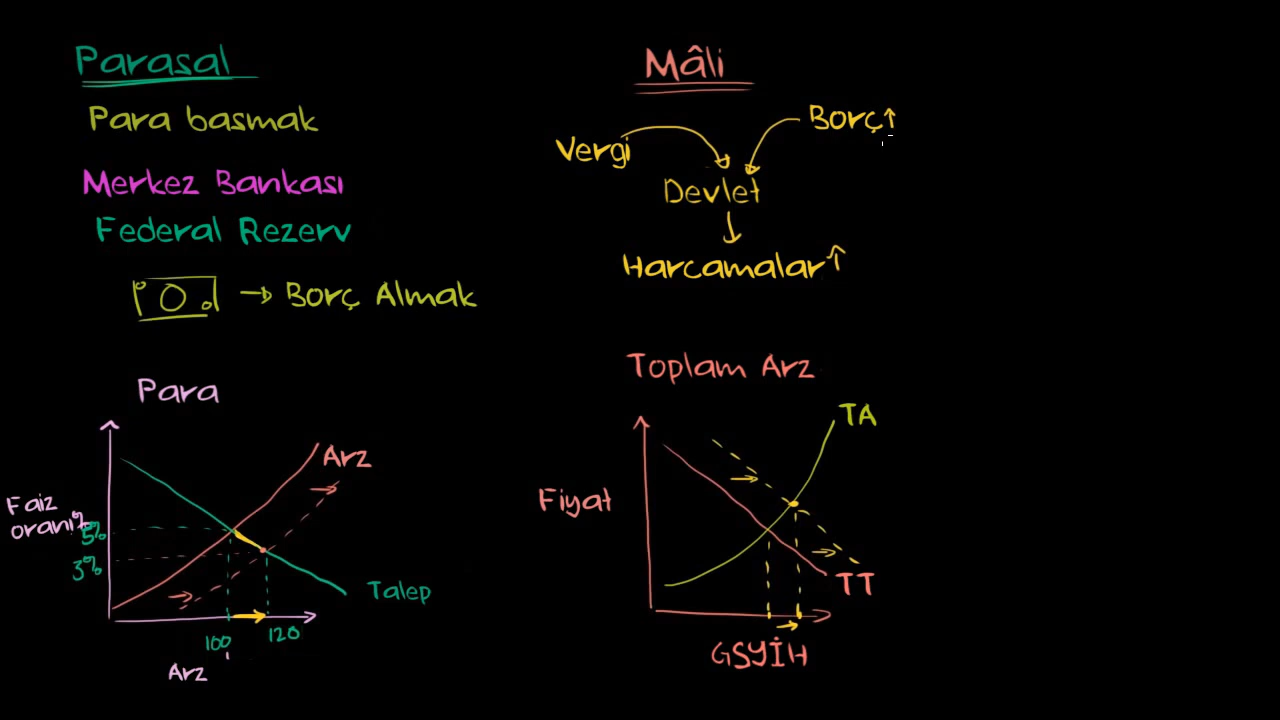 Parasal
Para basmak
Merkez Bankası
Federal Rezerv
→ Borç Almak
Para
Faiz
oranı%
5%
3%
Arz
Talep
100
120
Arz
Mâli
Vergi
Borç↑
Devlet
Harcamalar↑
Toplam Arz
TA
Fiyat
TT
GSYİH